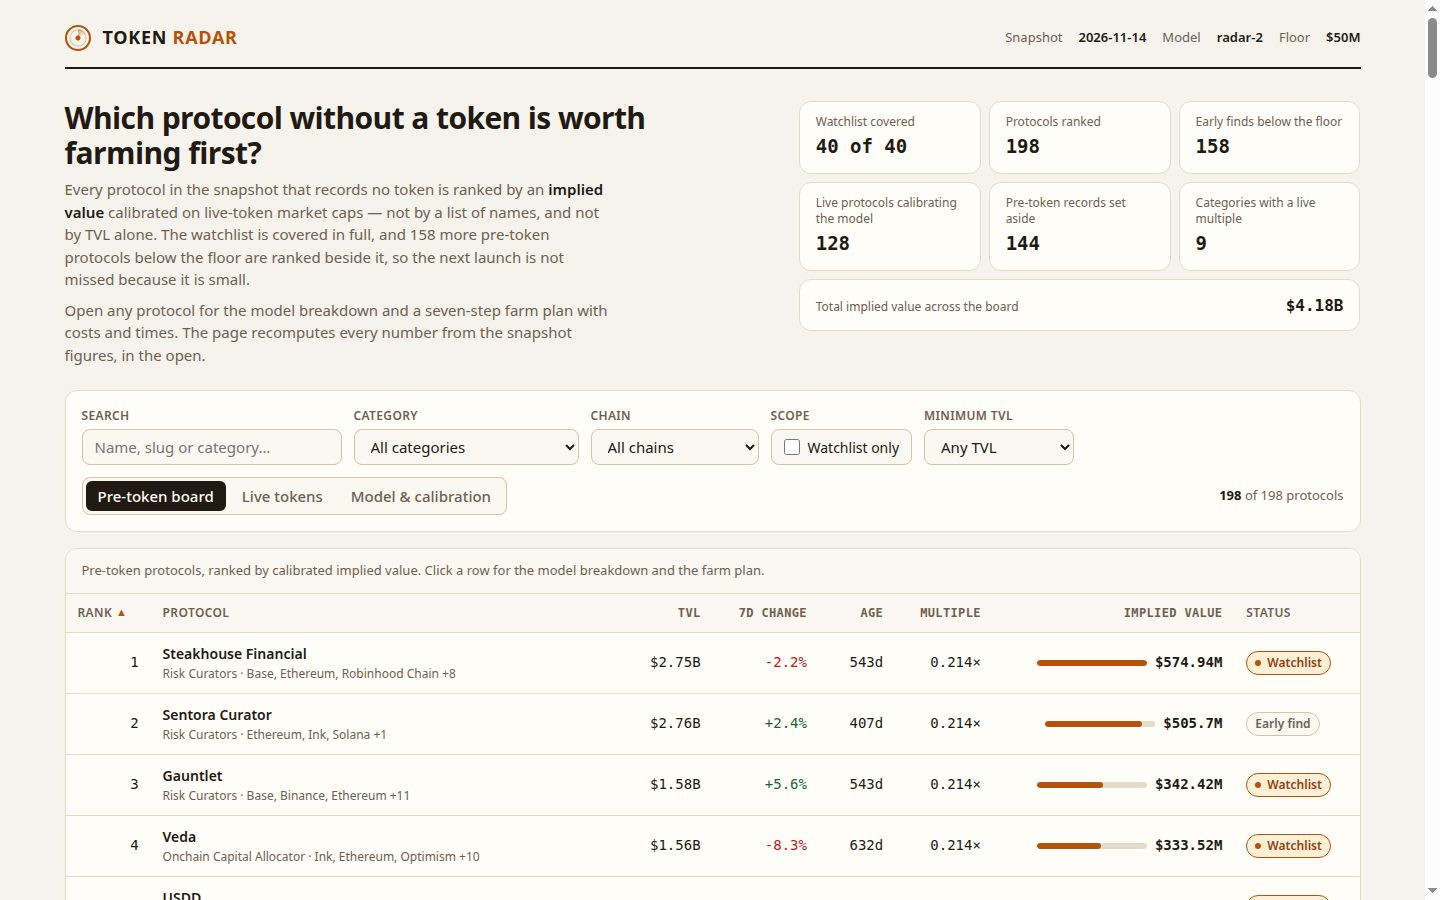 TOKEN RADAR
Snapshot 2026-11-14 Model radar-2 Floor $50M
Which protocol without a token is worth
farming first?
Every protocol in the snapshot that records no token is ranked by an implied
value calibrated on live-token market caps — not by a list of names, and not
by TVL alone. The watchlist is covered in full, and 158 more pre-token
protocols below the floor are ranked beside it, so the next launch is not
missed because it is small.
Open any protocol for the model breakdown and a seven-step farm plan with
costs and times. The page recomputes every number from the snapshot
figures, in the open.
Watchlist covered
40 of 40
Protocols ranked
198
Early finds below the floor
158
Live protocols calibrating
the model
128
Pre-token records set
aside
144
Categories with a live
multiple
9
Total implied value across the board $4.18B
SEARCH CATEGORY CHAIN SCOPE MINIMUM TVL
Name, slug or category... All categories All chains Watchlist only Any TVL
Pre-token board Live tokens Model & calibration 198 of 198 protocols
Pre-token protocols, ranked by calibrated implied value. Click a row for the model breakdown and the farm plan.
RANK ▲ PROTOCOL TVL 7D CHANGE AGE MULTIPLE IMPLIED VALUE STATUS
1 Steakhouse Financial $2.75B -2.2% 543d 0.214× $574.94M Watchlist
Risk Curators · Base, Ethereum, Robinhood Chain +8
2 Sentora Curator $2.76B +2.4% 407d 0.214× $505.7M Early find
Risk Curators · Ethereum, Ink, Solana +1
3 Gauntlet $1.58B +5.6% 543d 0.214× $342.42M Watchlist
Risk Curators · Base, Binance, Ethereum +11
4 Veda $1.56B -8.3% 632d 0.214× $333.52M Watchlist
Onchain Capital Allocator · Ink, Ethereum, Optimism +10
USDD